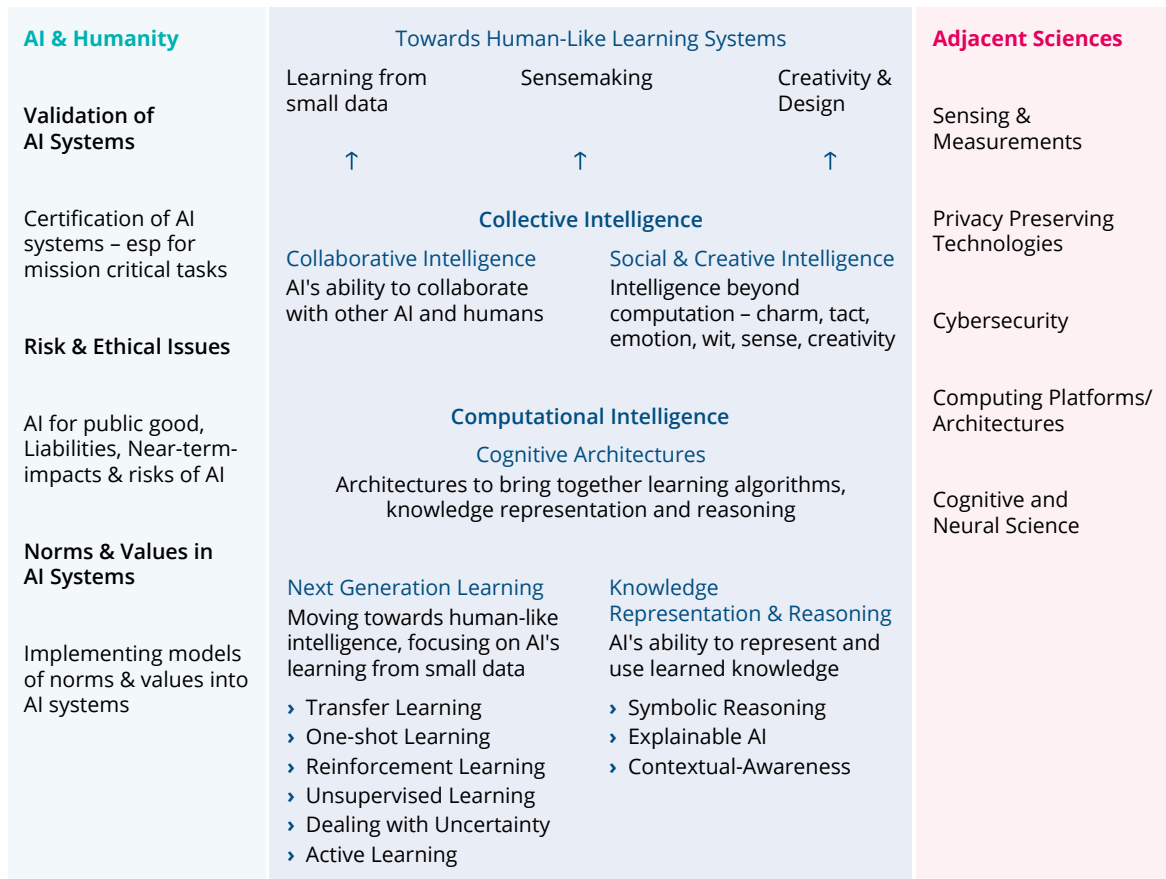 AI & Humanity
Validation of
AI Systems
Certification of AI
systems – esp for
mission critical tasks
Risk & Ethical Issues
AI for public good,
Liabilities, Near-term-
impacts & risks of AI
Norms & Values in
AI Systems
Implementing models
of norms & values into
AI systems
Towards Human-Like Learning Systems
Learning from
small data
Sensemaking
Creativity &
Design
↑ ↑ ↑
Collective Intelligence
Collaborative Intelligence
AI's ability to collaborate
with other AI and humans
Social & Creative Intelligence
Intelligence beyond
computation – charm, tact,
emotion, wit, sense, creativity
Computational Intelligence
Cognitive Architectures
Architectures to bring together learning algorithms,
knowledge representation and reasoning
Next Generation Learning
Moving towards human-like
intelligence, focusing on AI's
learning from small data
› Transfer Learning
› One-shot Learning
› Reinforcement Learning
› Unsupervised Learning
› Dealing with Uncertainty
› Active Learning
Knowledge
Representation & Reasoning
AI's ability to represent and
use learned knowledge
› Symbolic Reasoning
› Explainable AI
› Contextual-Awareness
Adjacent Sciences
Sensing &
Measurements
Privacy Preserving
Technologies
Cybersecurity
Computing Platforms/
Architectures
Cognitive and
Neural Science